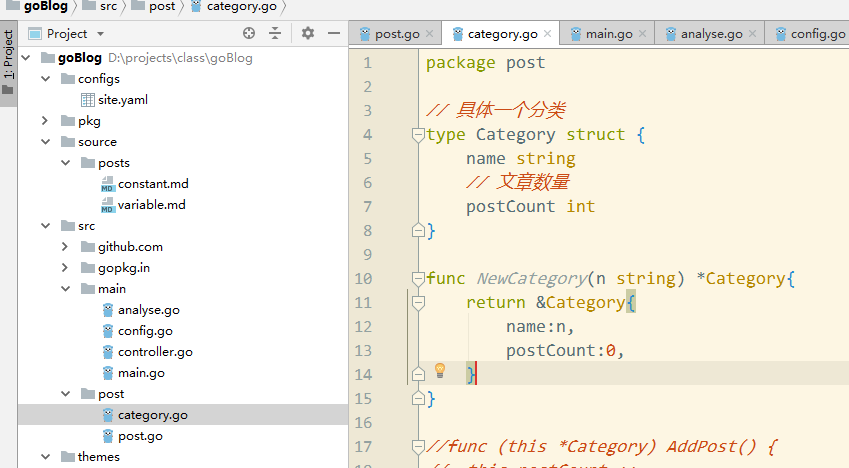 goBlog src post category.go
1: Project
Project
post.go category.go main.go analyse.go config.go
goBlog D:\projects\class\goBlog
configs
site.yaml
pkg
source
posts
constant.md
variable.md
src
github.com
gopkg.in
main
analyse.go
config.go
controller.go
main.go
post
category.go
post.go
themes
1 package post
2
3 // 具体一个分类
4 type Category struct {
5 name string
6 // 文章数量
7 postCount int
8 }
9
10 func NewCategory(n string) *Category{
11 return &Category{
12 name:n,
13 postCount:0,
14 }
15 }
16
17 //func (this *Category) AddPost() {